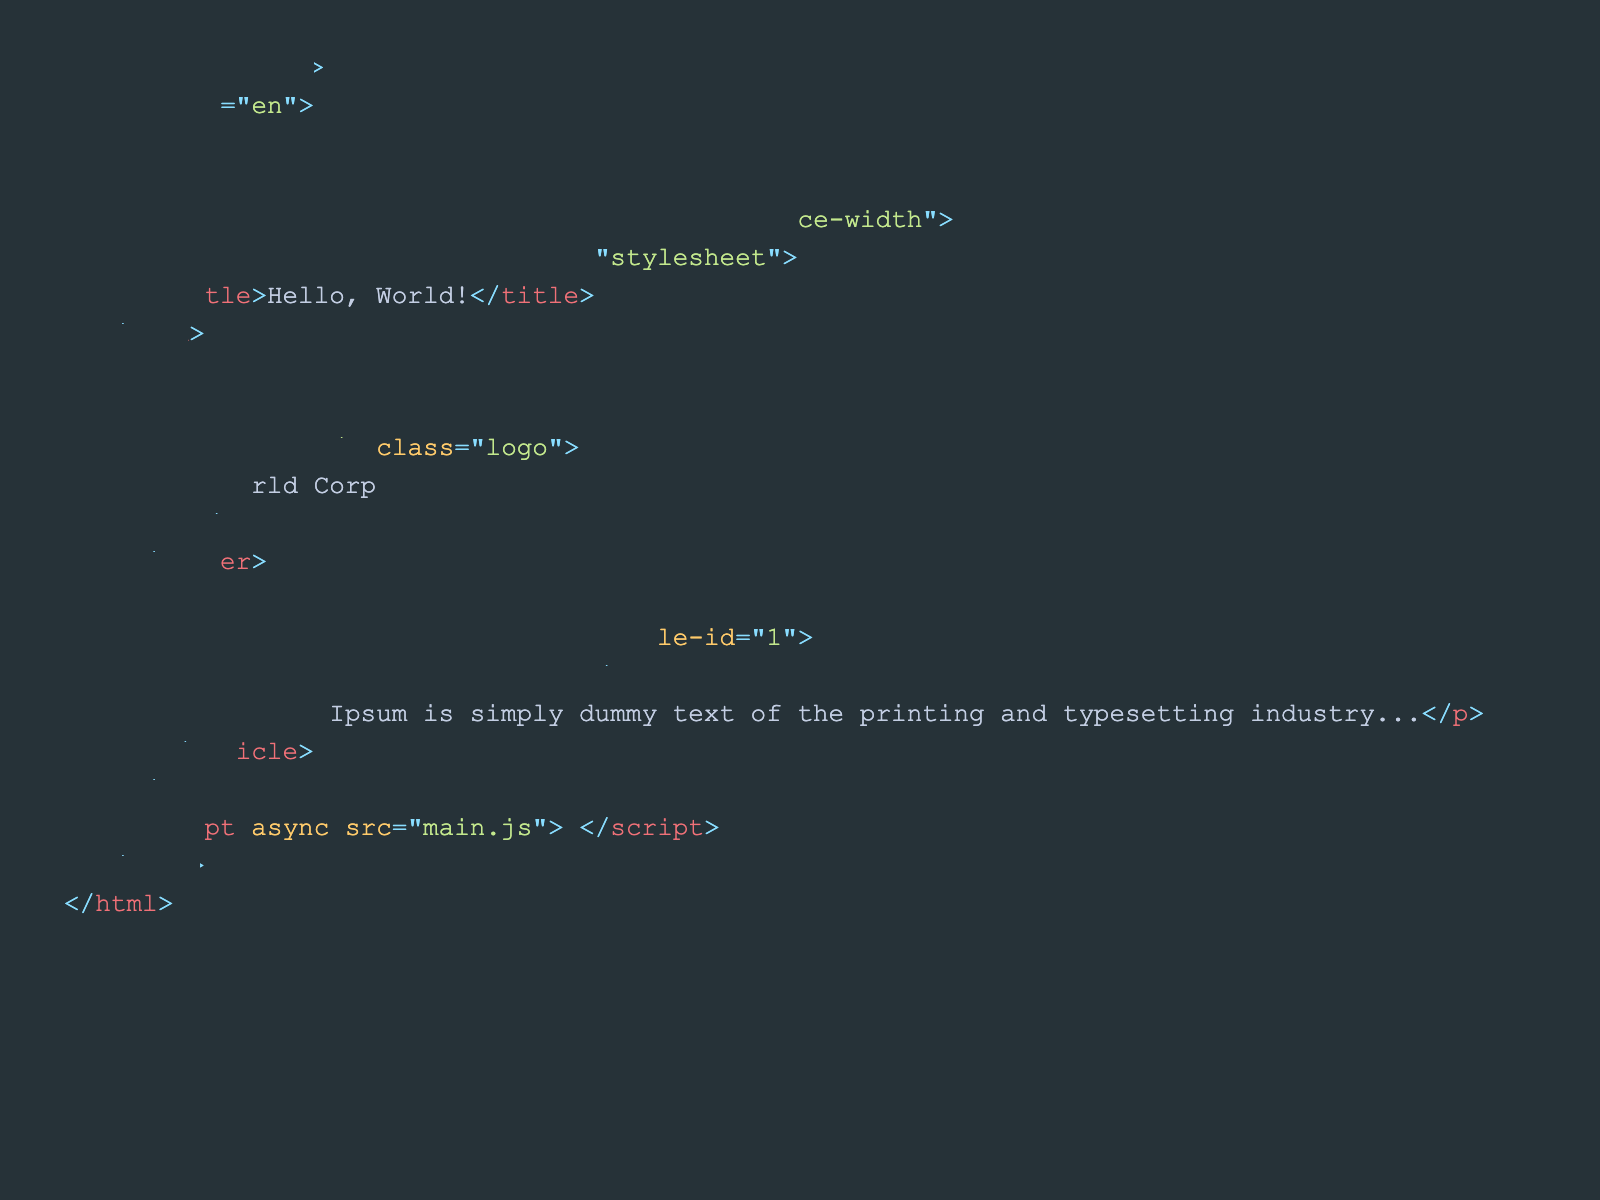 >
="en">
ce-width">
"stylesheet">
tle>Hello, World!</title>
>
class="logo">
rld Corp
er>
le-id="1">
Ipsum is simply dummy text of the printing and typesetting industry...</p>
icle>
pt async src="main.js"> </script>
</html>